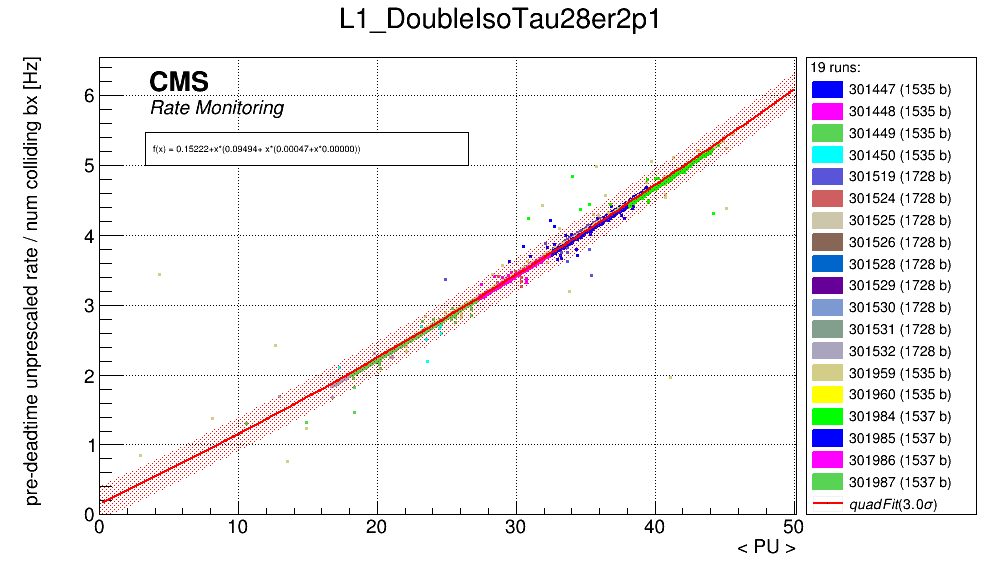 L1_DoubleIsoTau28er2p1
pre-deadtime unprescaled rate / num colliding bx [Hz]
CMS
Rate Monitoring
f(x) = 0.15222+x*(0.09494+ x*(0.00047+x*0.00000))
6
5
4
3
2
1
0
0 10 20 30 40 50
< PU >
19 runs:
301447 (1535 b)
301448 (1535 b)
301449 (1535 b)
301450 (1535 b)
301519 (1728 b)
301524 (1728 b)
301525 (1728 b)
301526 (1728 b)
301528 (1728 b)
301529 (1728 b)
301530 (1728 b)
301531 (1728 b)
301532 (1728 b)
301959 (1535 b)
301960 (1535 b)
301984 (1537 b)
301985 (1537 b)
301986 (1537 b)
301987 (1537 b)
quadFit(3.0σ)